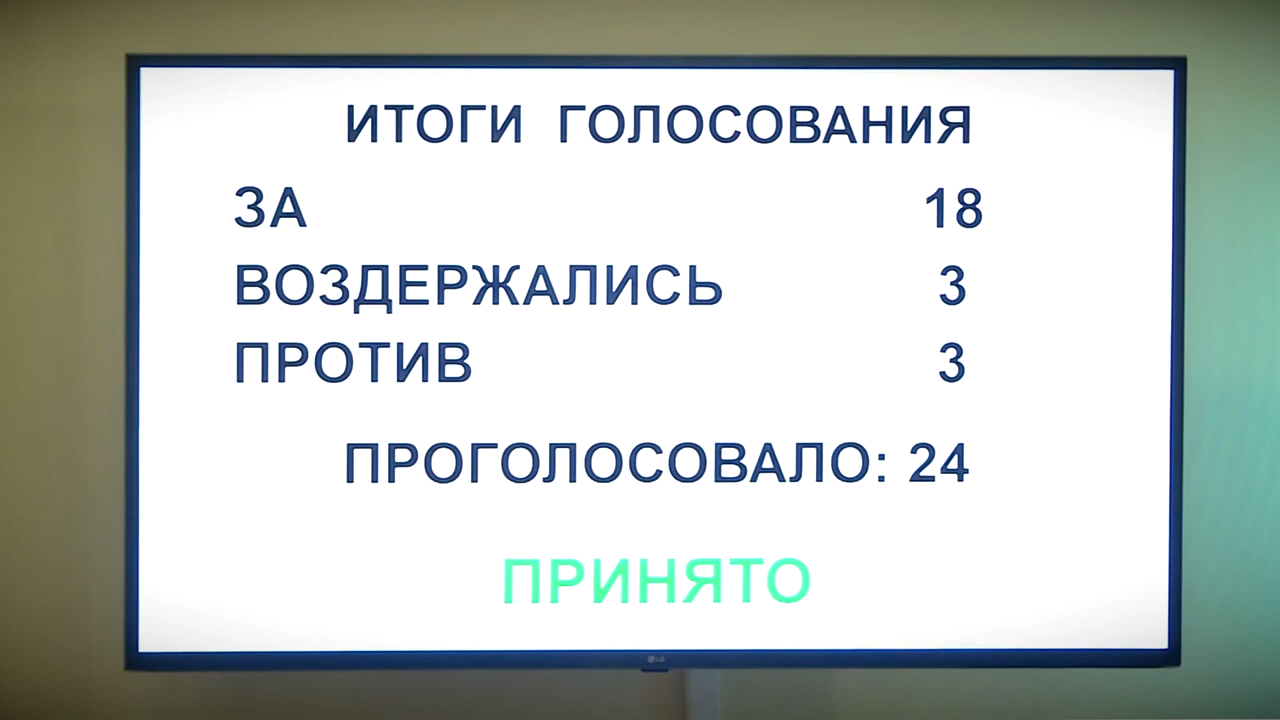 ИТОГИ ГОЛОСОВАНИЯ
ЗА 18
ВОЗДЕРЖАЛИСЬ 3
ПРОТИВ 3
ПРОГОЛОСОВАЛО: 24
ПРИНЯТО
LG